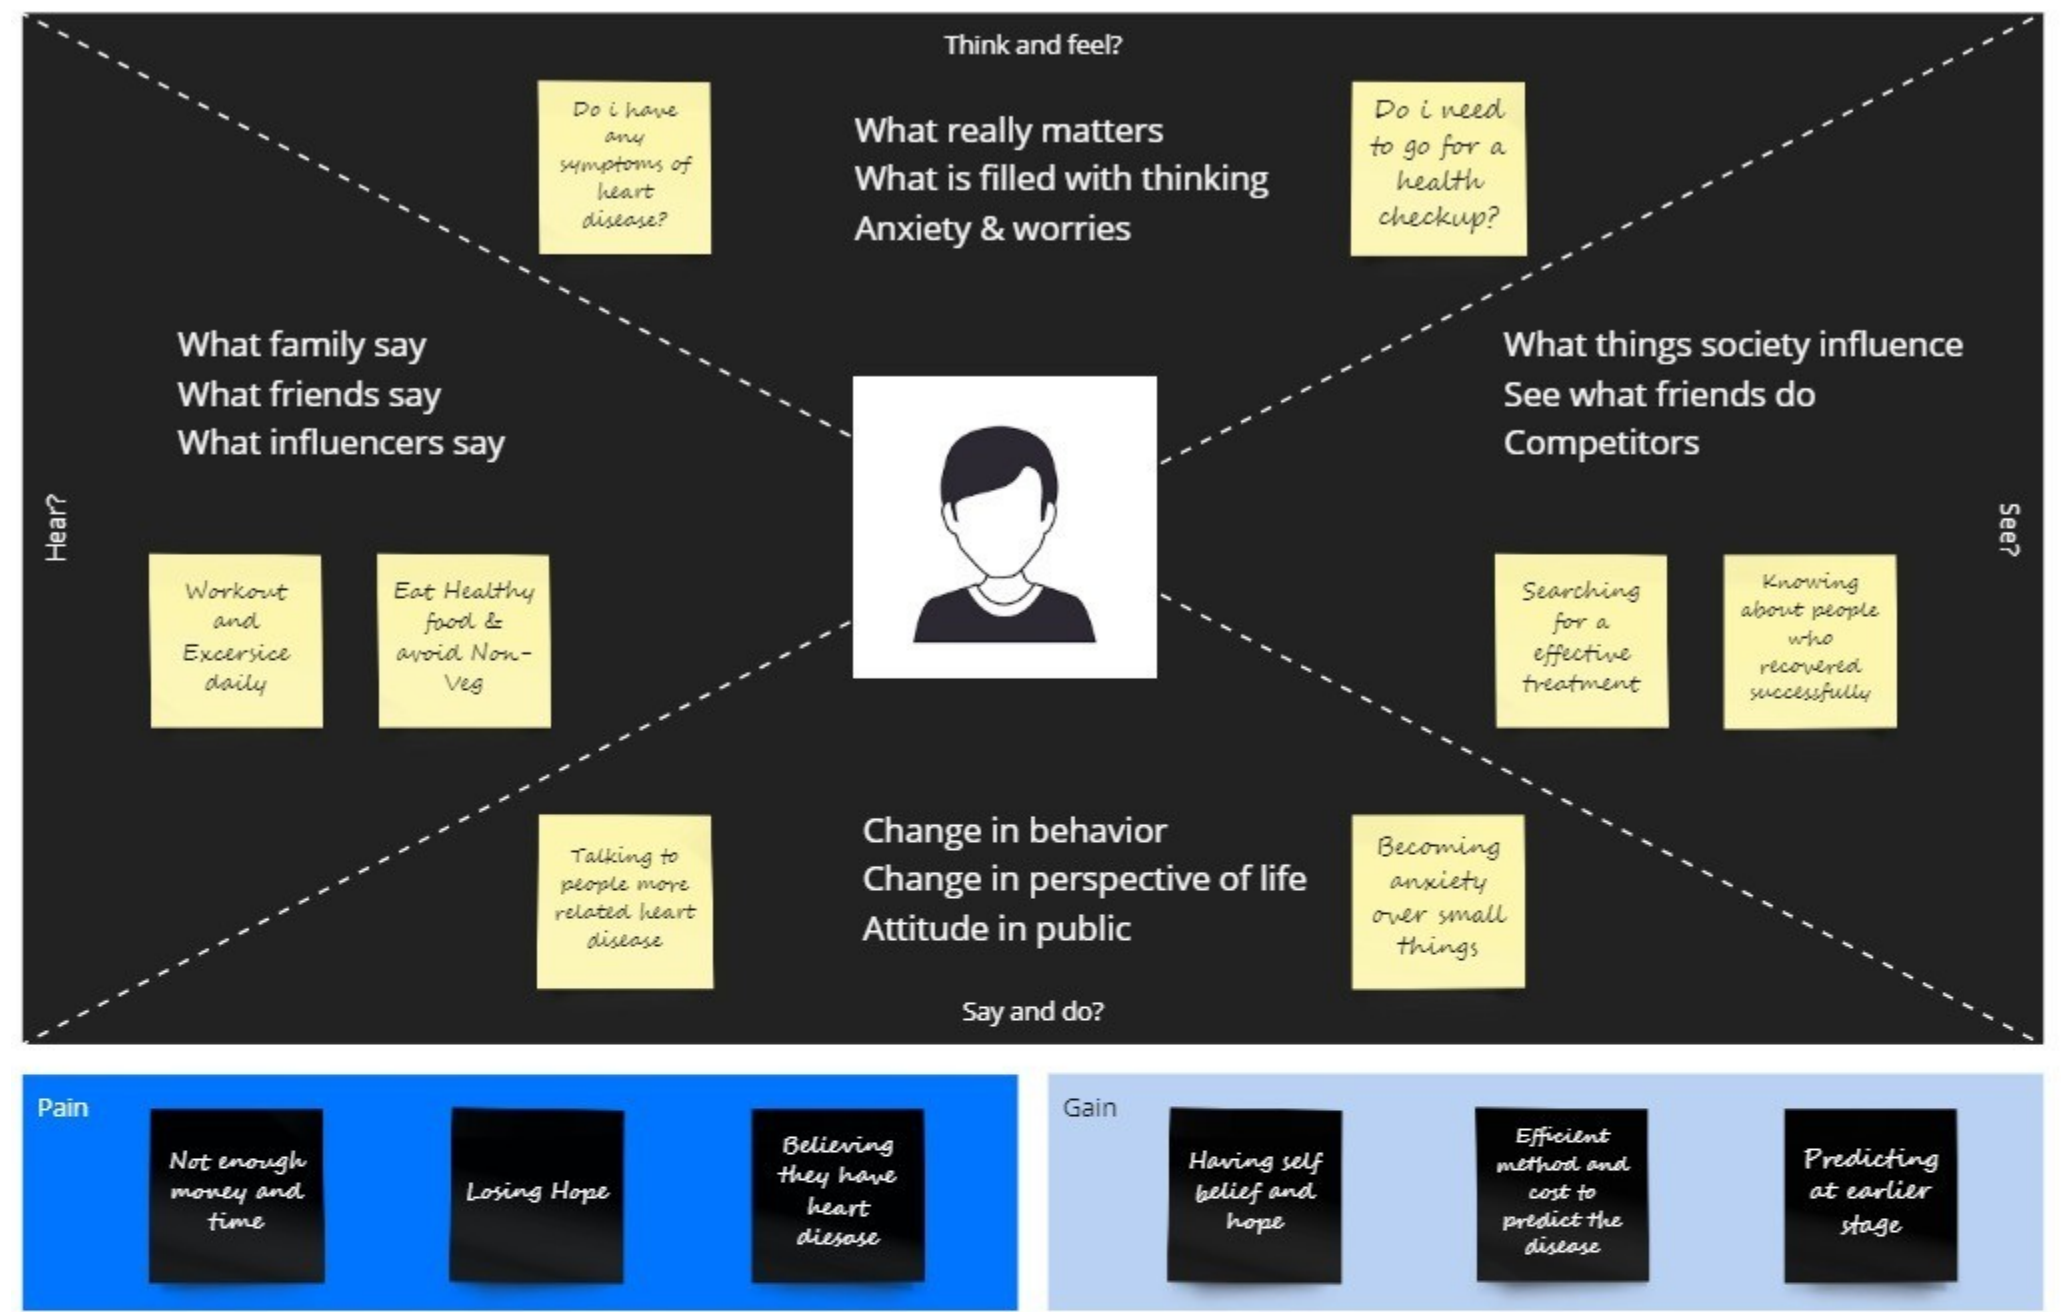 Think and feel?
Do i have
any
symptoms of
heart
disease?
What really matters
What is filled with thinking
Anxiety & worries
Do i need
to go for a
health
checkup?
What family say
What friends say
What influencers say
Hear?
Workout
and
Excersice
daily
Eat Healthy
food &
avoid Non-
Veg
What things society influence
See what friends do
Competitors
See?
Searching
for a
effective
treatment
Knowing
about people
who
recovered
successfully
Talking to
people more
related heart
disease
Change in behavior
Change in perspective of life
Attitude in public
Becoming
anxiety
over small
things
Say and do?
Pain
Not enough
money and
time
Losing Hope
Believing
they have
heart
diesase
Gain
Having self
belief and
hope
Efficient
method and
cost to
predict the
disease
Predicting
at earlier
stage